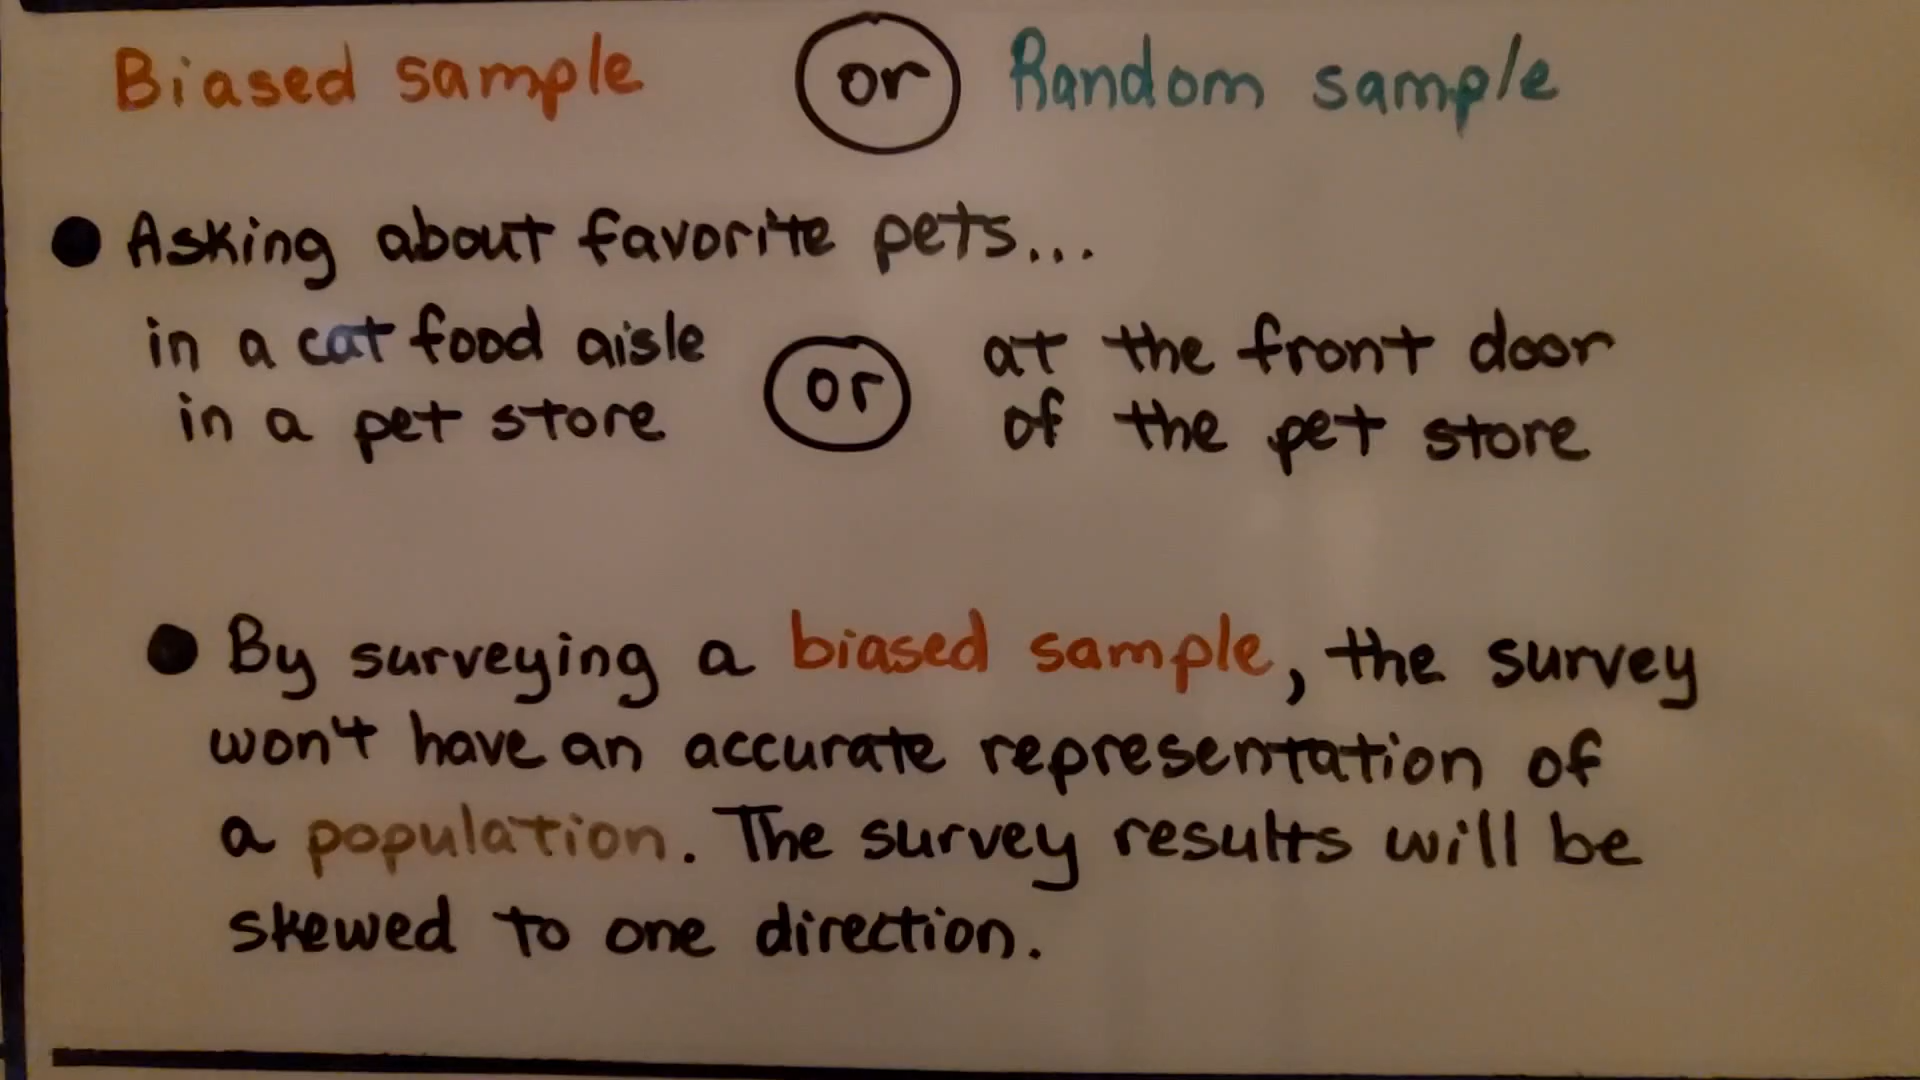 Biased sample or Random sample
● Asking about favorite pets...
in a cat food aisle or at the front door
in a pet store of the pet store
● By surveying a biased sample, the survey
won't have an accurate representation of
a population. The survey results will be
skewed to one direction.